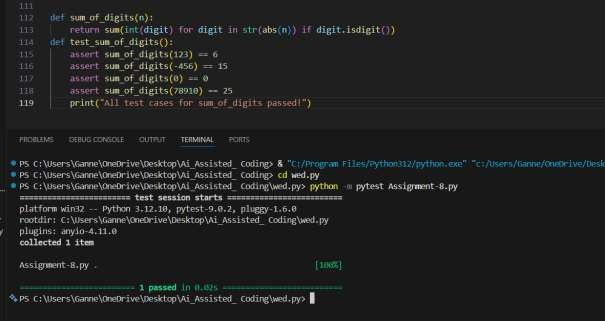 111
112 def sum_of_digits(n):
113     return sum(int(digit) for digit in str(abs(n)) if digit.isdigit())
114 def test_sum_of_digits():
115     assert sum_of_digits(123) == 6
116     assert sum_of_digits(-456) == 15
117     assert sum_of_digits(0) == 0
118     assert sum_of_digits(78910) == 25
119     print("All test cases for sum_of_digits passed!")
PROBLEMS DEBUG CONSOLE OUTPUT TERMINAL PORTS
PS C:\Users\Ganne\OneDrive\Desktop\Ai_Assisted_ Coding> & "C:/Program Files/Python312/python.exe" "c:/Users/Ganne/OneDrive/Desk
PS C:\Users\Ganne\OneDrive\Desktop\Ai_Assisted_ Coding> cd wed.py
PS C:\Users\Ganne\OneDrive\Desktop\Ai_Assisted_ Coding\wed.py> python -m pytest Assignment-8.py
======================== test session starts =========================
platform win32 -- Python 3.12.10, pytest-9.0.2, pluggy-1.6.0
rootdir: C:\Users\Ganne\OneDrive\Desktop\Ai_Assisted_ Coding\wed.py
plugins: anyio-4.11.0
collected 1 item
Assignment-8.py . [100%]
========================= 1 passed in 0.02s ==========================
PS C:\Users\Ganne\OneDrive\Desktop\Ai_Assisted_ Coding\wed.py>